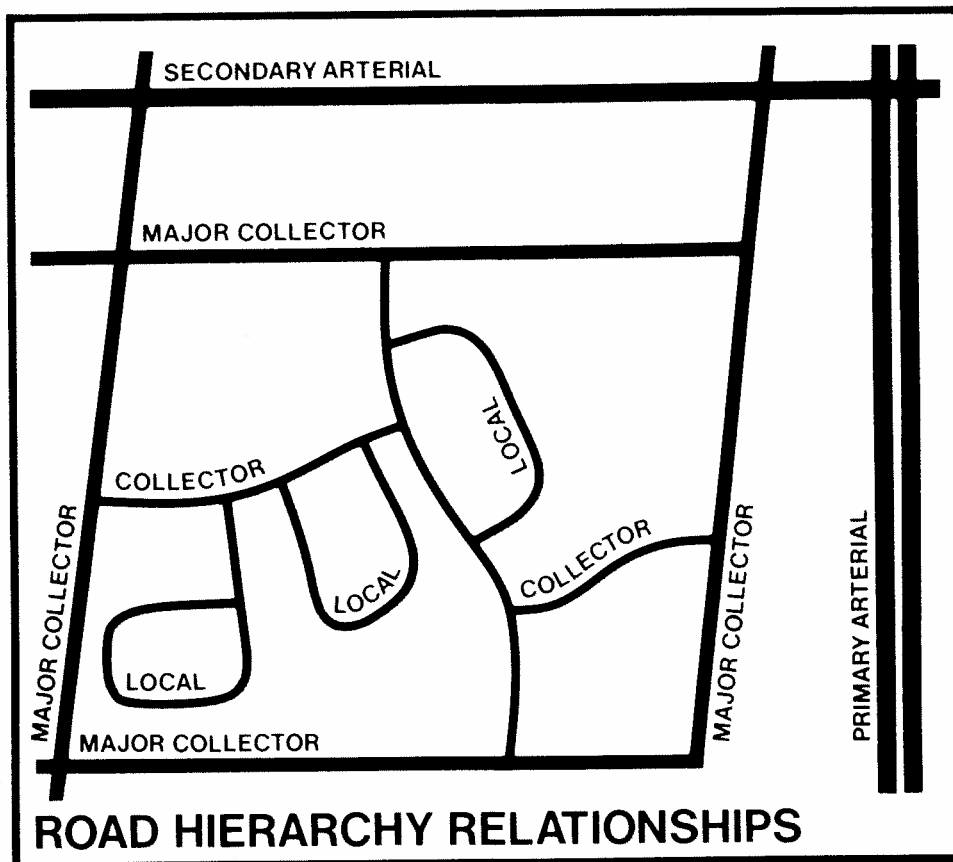 SECONDARY ARTERIAL
MAJOR COLLECTOR
LOCAL
COLLECTOR
COLLECTOR
LOCAL
LOCAL
MAJOR COLLECTOR
MAJOR COLLECTOR
PRIMARY ARTERIAL
MAJOR COLLECTOR
ROAD HIERARCHY RELATIONSHIPS